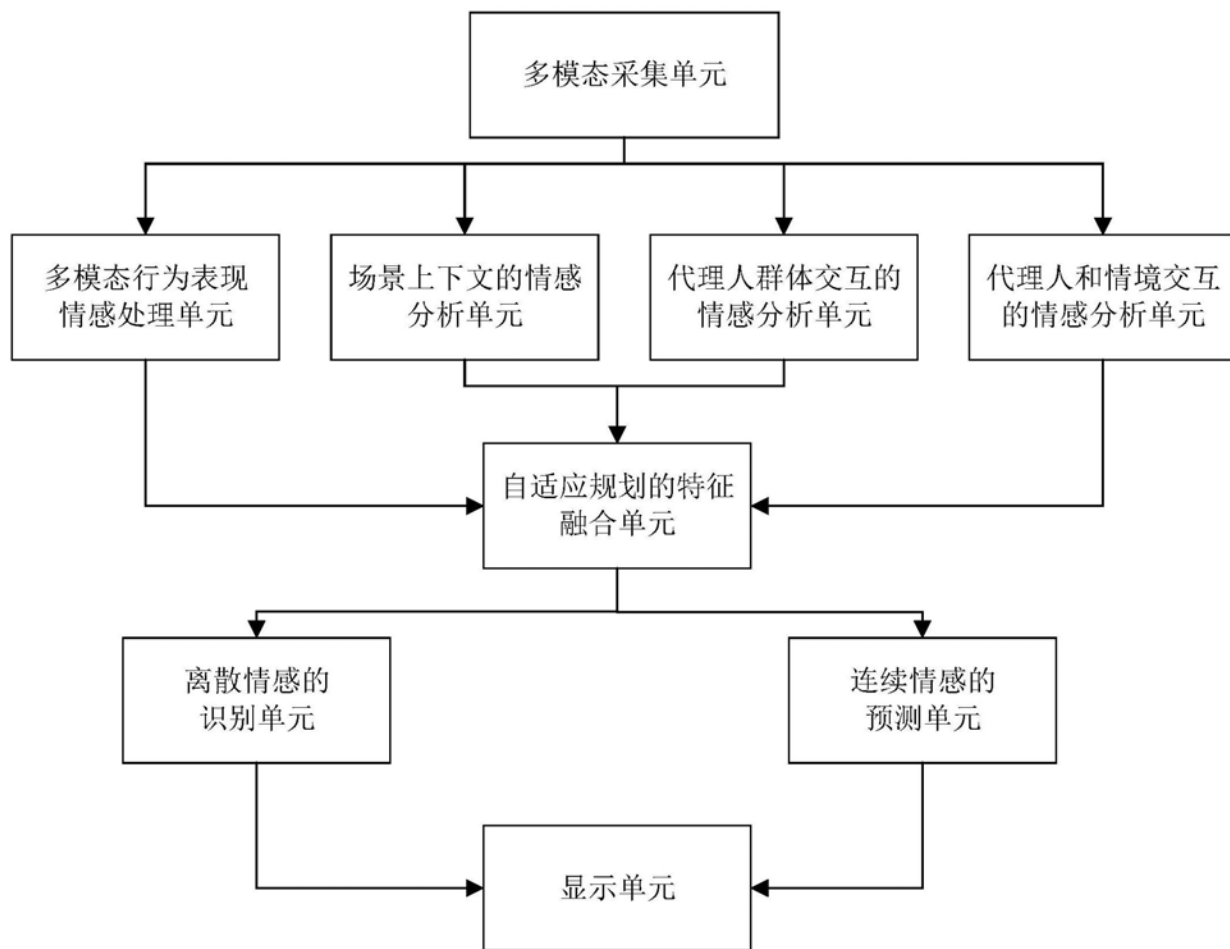 多模态采集单元
多模态行为表现
情感处理单元
场景上下文的情感
分析单元
代理人群体交互的
情感分析单元
代理人和情境交互
的情感分析单元
自适应规划的特征
融合单元
离散情感的
识别单元
连续情感的
预测单元
显示单元